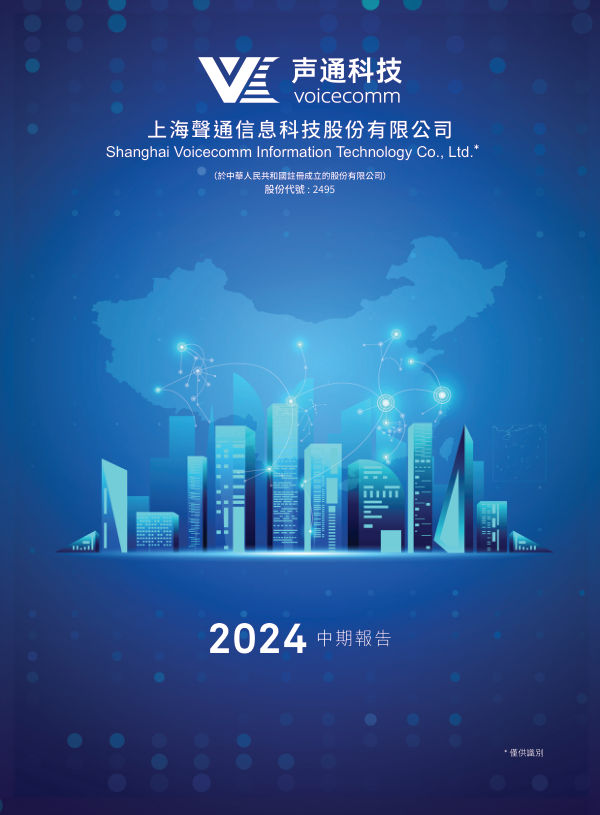 声通科技
voicecomm
上海聲通信息科技股份有限公司
Shanghai Voicecomm Information Technology Co., Ltd.*
（於中華人民共和國註冊成立的股份有限公司）
股份代號 : 2495
2024 中期報告
* 僅供識別